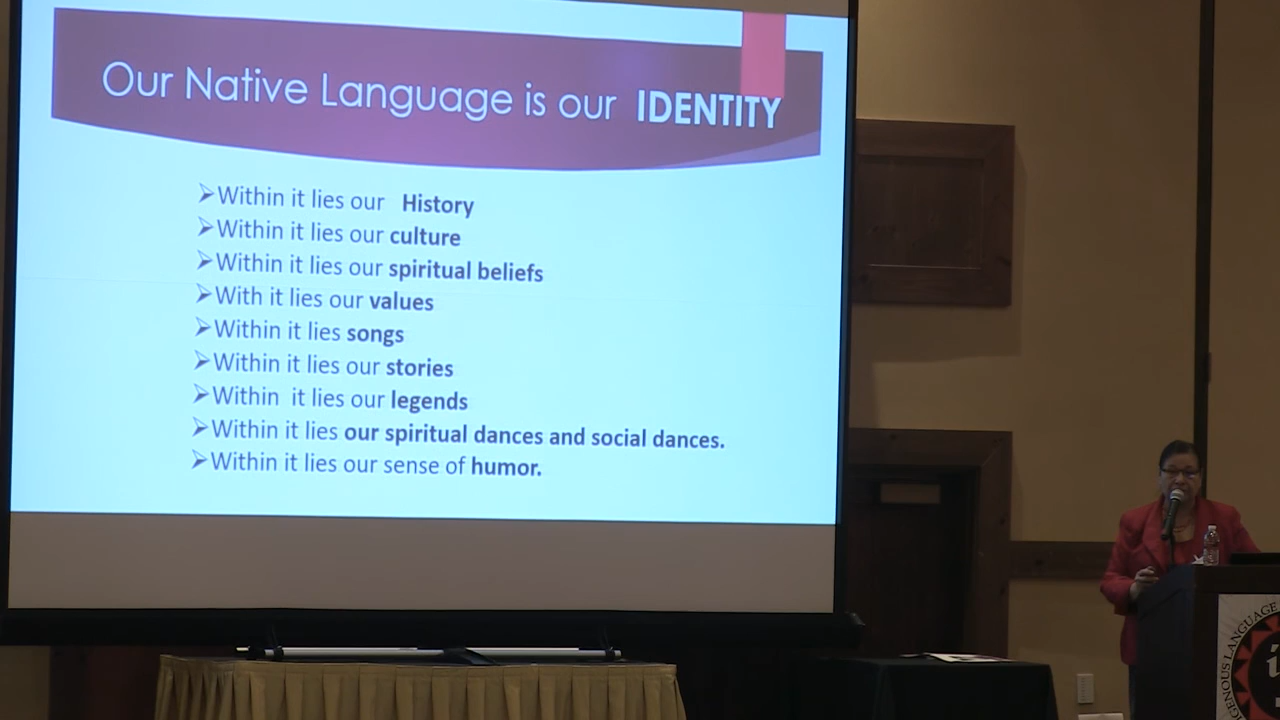 Our Native Language is our IDENTITY
➢Within it lies our History
➢Within it lies our culture
➢Within it lies our spiritual beliefs
➢With it lies our values
➢Within it lies songs
➢Within it lies our stories
➢Within it lies our legends
➢Within it lies our spiritual dances and social dances.
➢Within it lies our sense of humor.
LANGUAGE